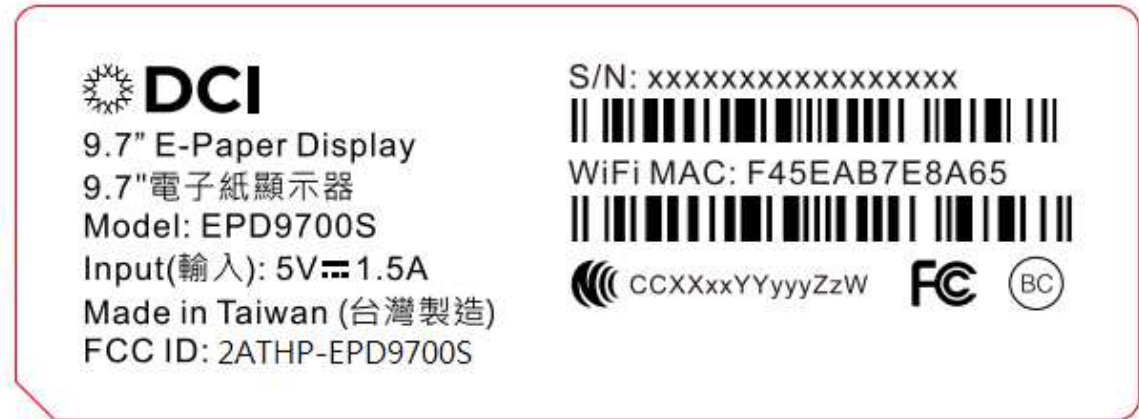 DCI
9.7” E-Paper Display
9.7"電子紙顯示器
Model: EPD9700S
Input(輸入): 5V⎓1.5A
Made in Taiwan (台灣製造)
FCC ID: 2ATHP-EPD9700S
S/N: xxxxxxxxxxxxxxxxx
WiFi MAC: F45EAB7E8A65
CCXXxxYYyyyZzW
FC
BC